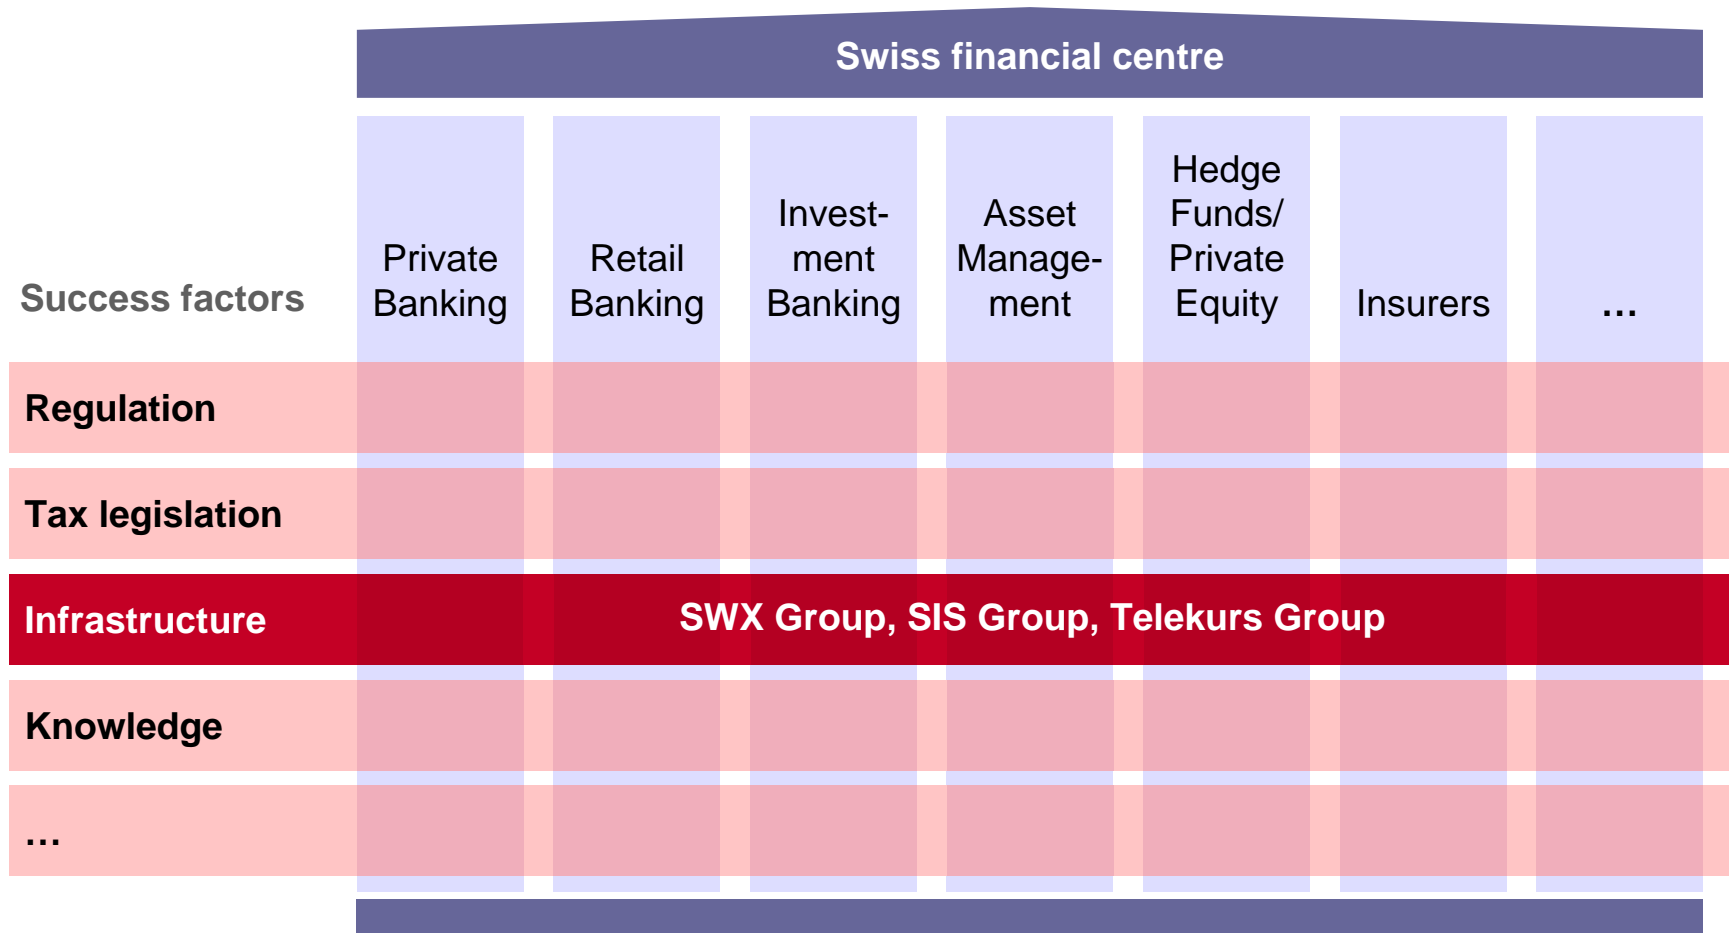 Swiss financial centre
Success factors
Private
Banking
Retail
Banking
Invest-
ment
Banking
Asset
Manage-
ment
Hedge
Funds/
Private
Equity
Insurers
…
Regulation
Tax legislation
Infrastructure
SWX Group, SIS Group, Telekurs Group
Knowledge
…